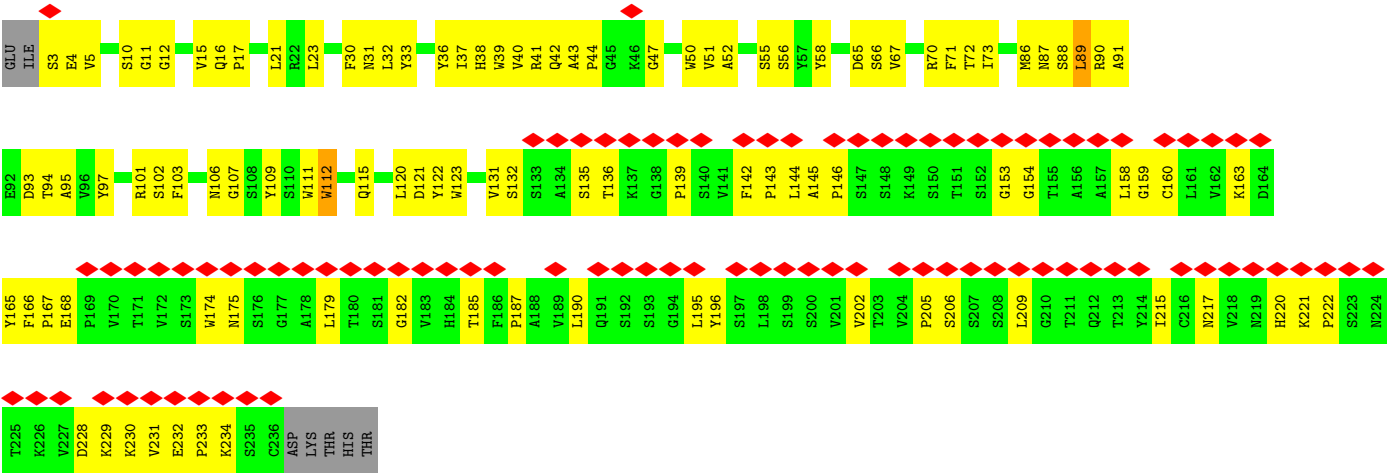 GLU ILE S3 E4 V5 S10 G11 G12 V15 Q16 P17 L21 R22 L23 F30 N31 L32 Y33 Y36 I37 H38 W39 V40 R41 Q42 A43 P44 G45 K46 G47 W50 V51 A52 S55 S56 Y57 Y58 D65 S66 V67 R70 F71 T72 I73 M86 N87 S88 L89 R90 A91
E92 D93 T94 A95 V96 Y97 R101 S102 F103 N106 G107 S108 Y109 S110 W111 W112 Q115 L120 D121 Y122 W123 V131 S132 S133 A134 S135 T136 K137 G138 P139 S140 V141 F142 P143 L144 A145 P146 S147 S148 K149 S150 T151 S152 G153 G154 T155 A156 A157 L158 G159 C160 L161 V162 K163 D164
Y165 F166 P167 E168 P169 V170 T171 V172 S173 W174 N175 S176 G177 A178 L179 T180 S181 G182 V183 H184 T185 F186 P187 A188 V189 L190 Q191 S192 S193 G194 L195 Y196 S197 L198 S199 S200 V201 V202 T203 V204 P205 S206 S207 S208 L209 G210 T211 Q212 T213 Y214 I215 C216 N217 V218 N219 H220 K221 P222 S223 N224
T225 K226 V227 D228 K229 K230 V231 E232 P233 K234 S235 C236 ASP LYS THR HIS THR